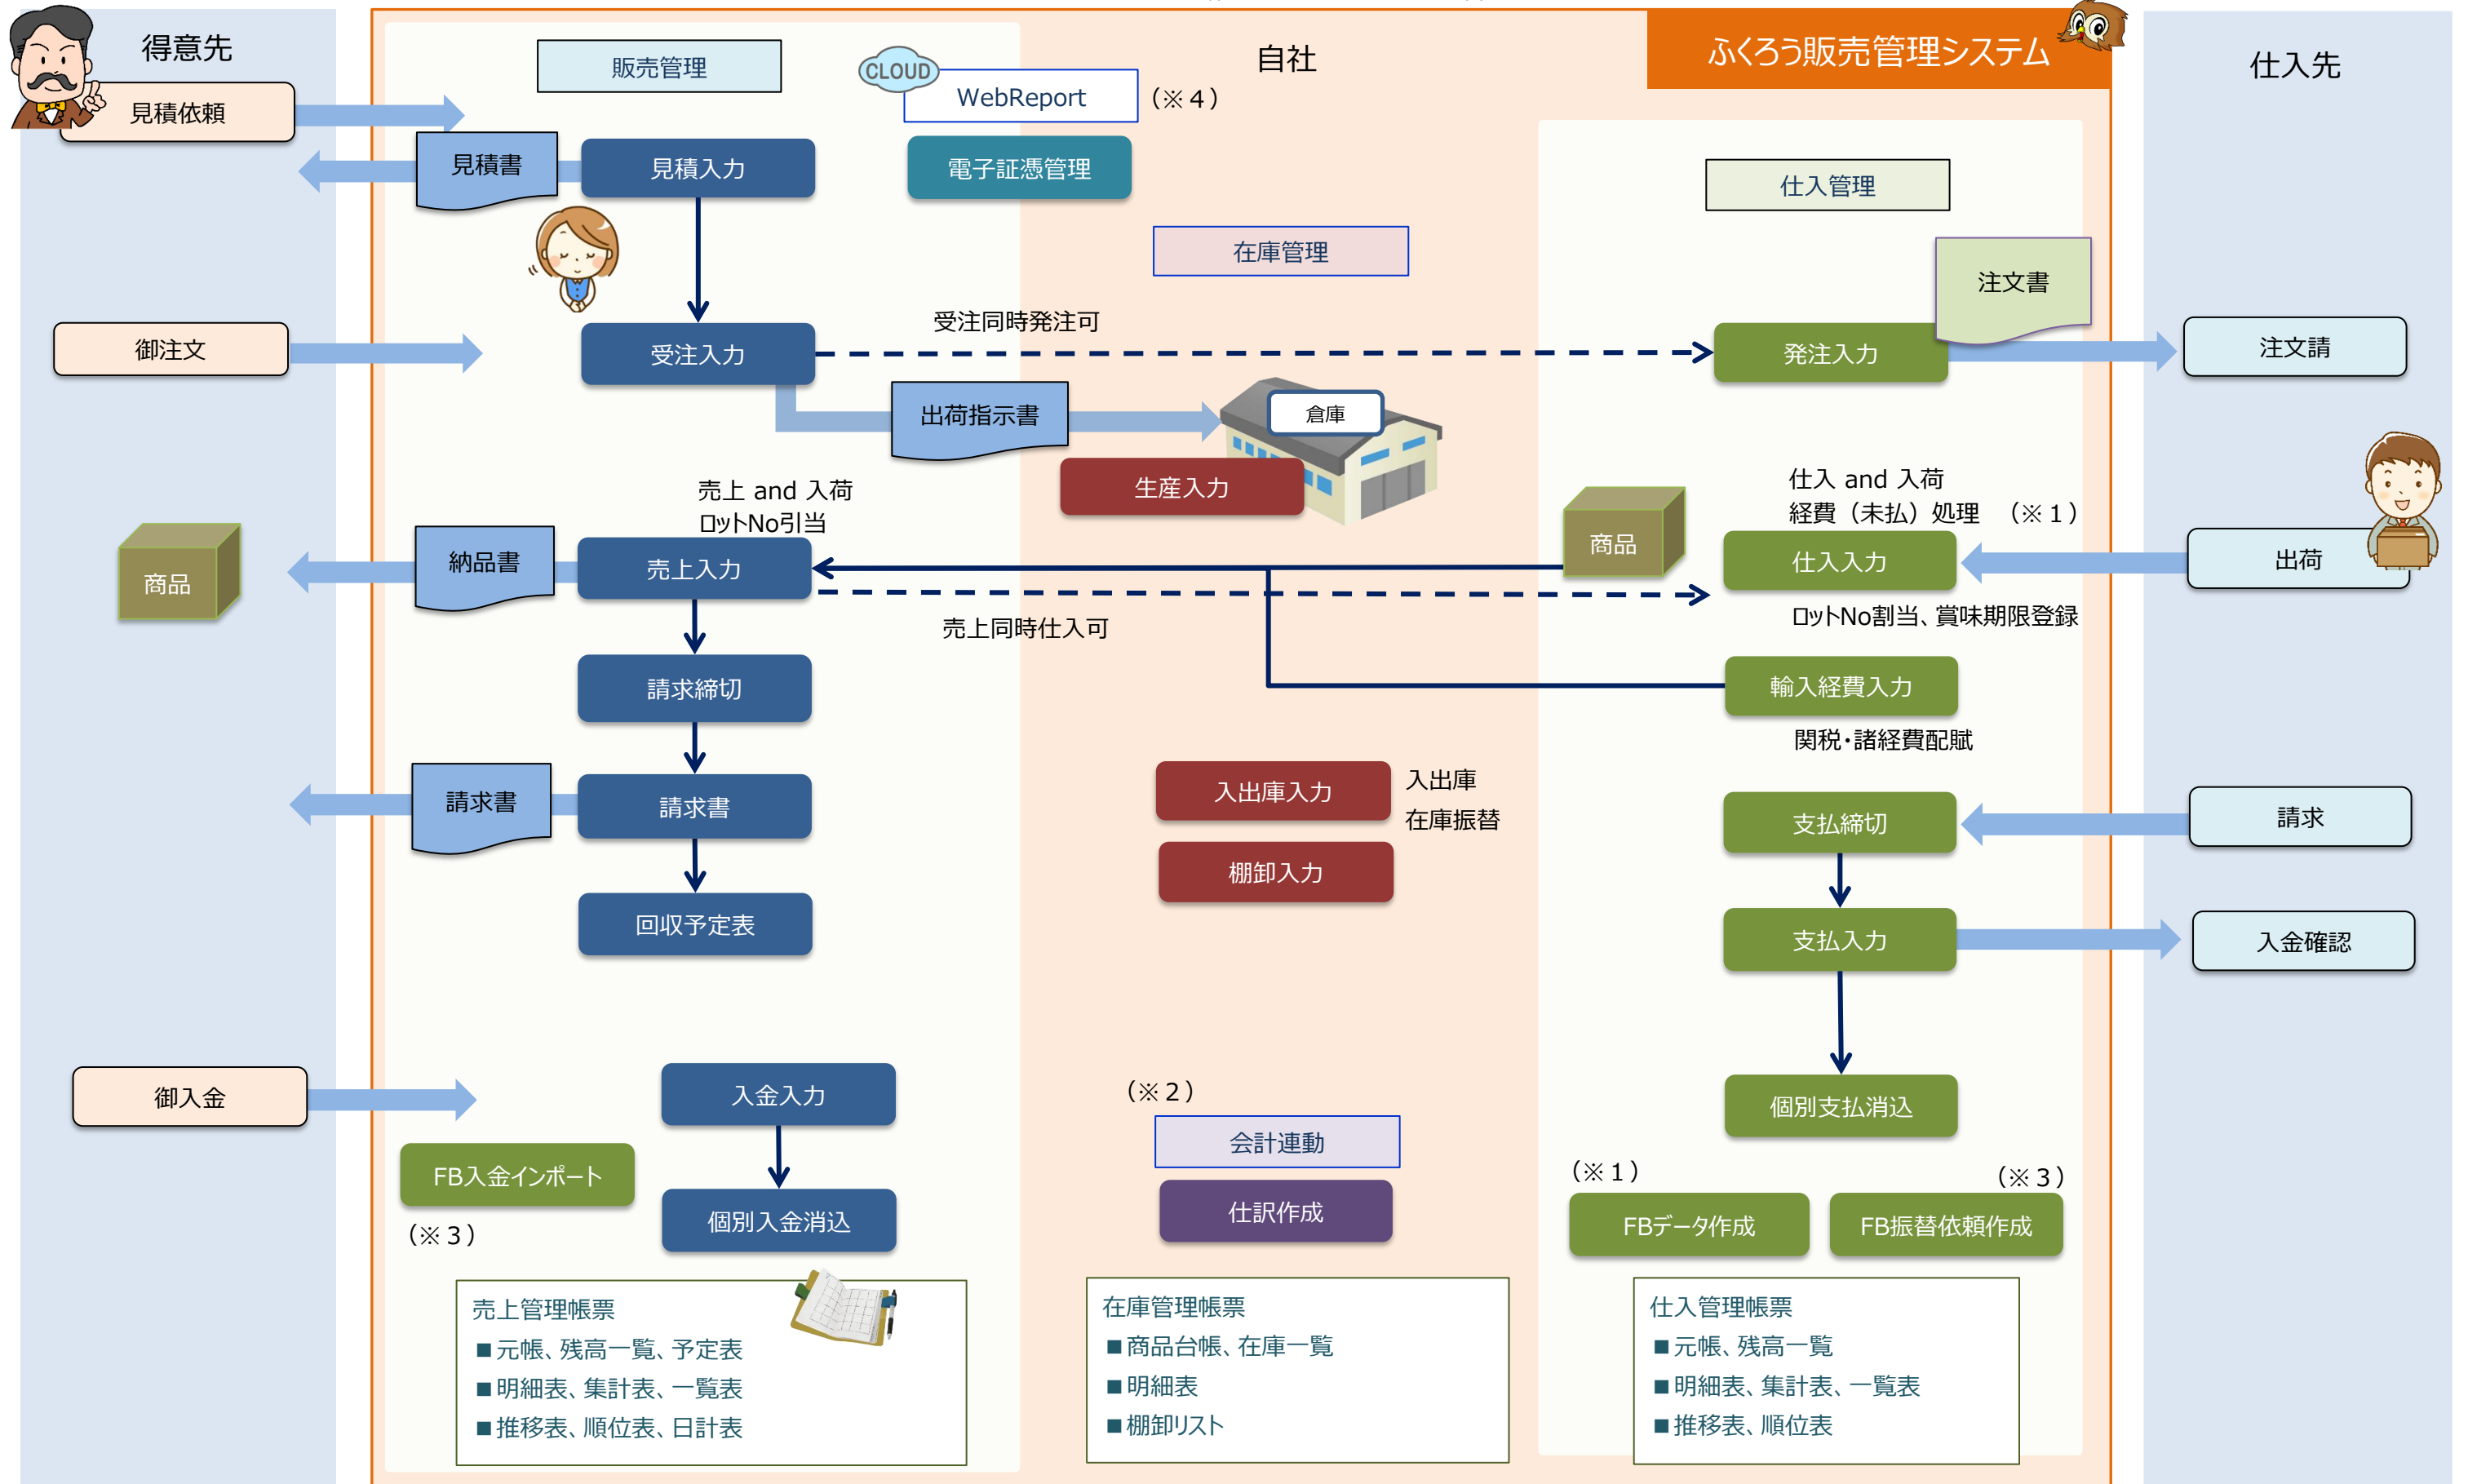 得意先
自社
ふくろう販売管理システム
仕入先
販売管理
CLOUD
WebReport
（※４）
見積依頼
見積書
見積入力
電子証憑管理
仕入管理
在庫管理
注文書
御注文
受注入力
受注同時発注可
発注入力
注文請
出荷指示書
倉庫
生産入力
売上 and 入荷
ロットNo引当
仕入 and 入荷
経費（未払）処理　（※１）
商品
納品書
売上入力
商品
仕入入力
出荷
売上同時仕入可
ロットNo割当、賞味期限登録
請求締切
輸入経費入力
関税・諸経費配賦
請求書
請求書
入出庫入力
入出庫
在庫振替
支払締切
請求
棚卸入力
回収予定表
支払入力
入金確認
御入金
入金入力
（※２）
個別支払消込
会計連動
FB入金インポート
（※３）
個別入金消込
仕訳作成
（※１）
（※３）
FBデータ作成
FB振替依頼作成
売上管理帳票
■元帳、残高一覧、予定表
■明細表、集計表、一覧表
■推移表、順位表、日計表
在庫管理帳票
■商品台帳、在庫一覧
■明細表
■棚卸リスト
仕入管理帳票
■元帳、残高一覧
■明細表、集計表、一覧表
■推移表、順位表